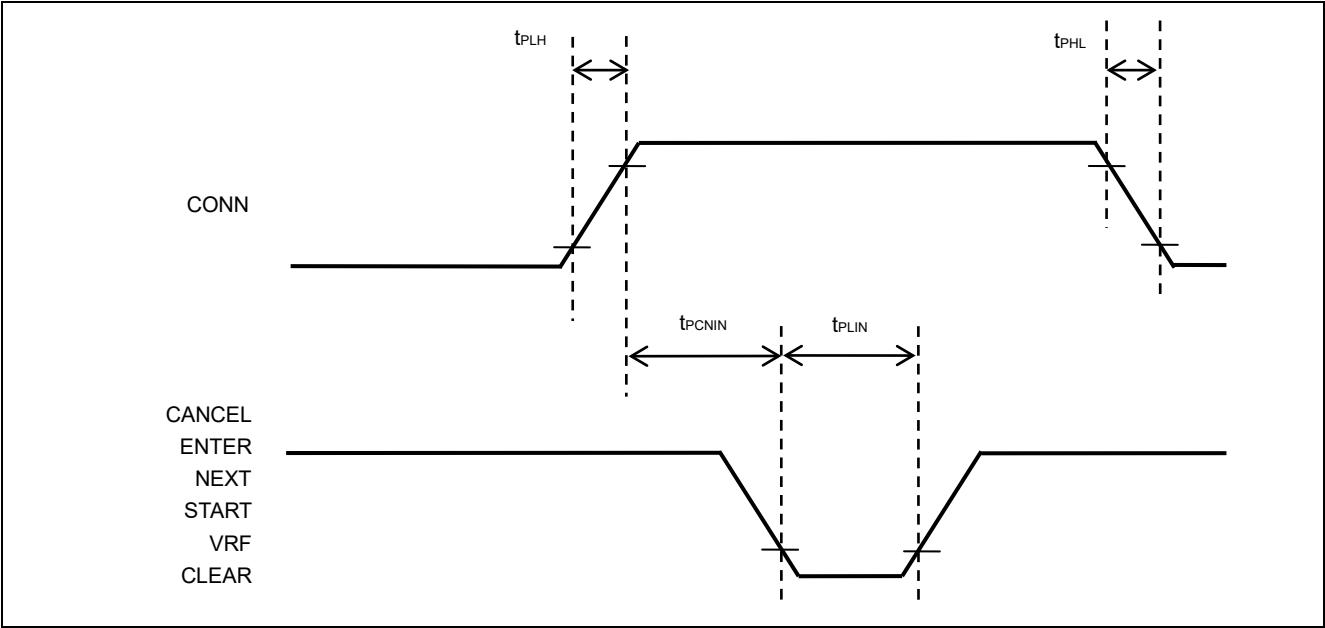 tPLH
tPHL
CONN
tPCNIN
tPLIN
CANCEL
ENTER
NEXT
START
VRF
CLEAR